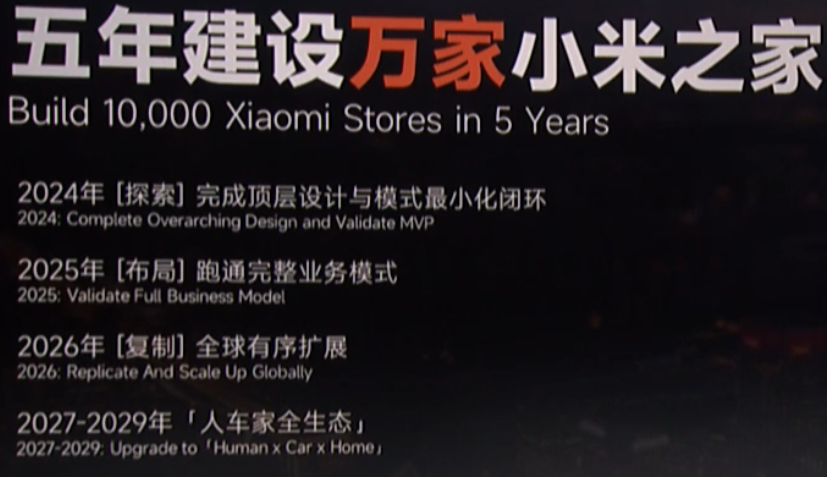 五年建设万家小米之家
Build 10,000 Xiaomi Stores in 5 Years
2024年 [探索] 完成顶层设计与模式最小化闭环
2024: Complete Overarching Design and Validate MVP
2025年 [布局] 跑通完整业务模式
2025: Validate Full Business Model
2026年 [复制] 全球有序扩展
2026: Replicate And Scale Up Globally
2027-2029年「人车家全生态」
2027-2029: Upgrade to「Human x Car x Home」